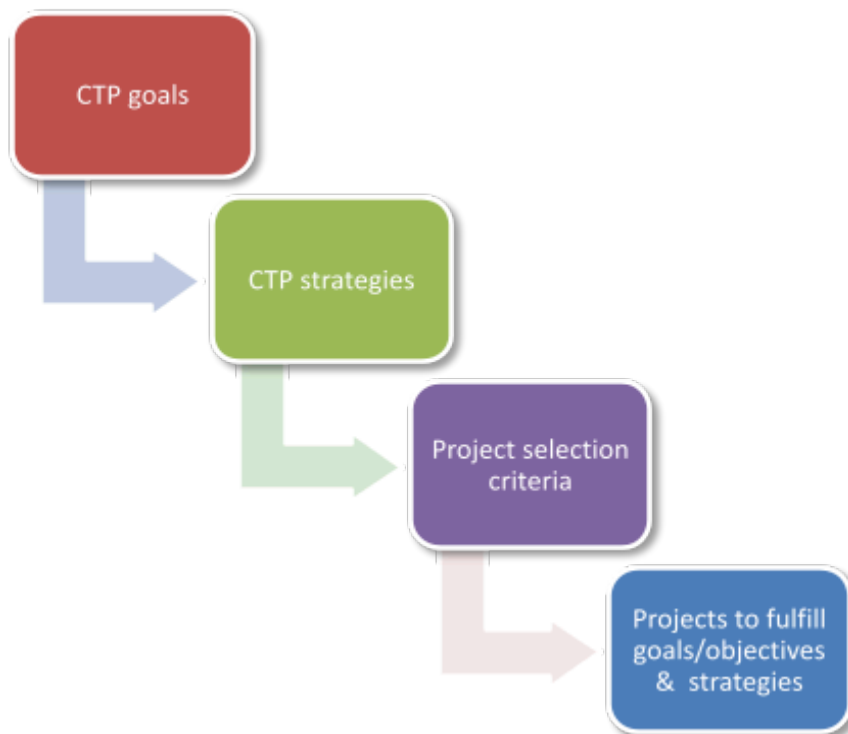 CTP goals
CTP strategies
Project selection
criteria
Projects to fulfill
goals/objectives
& strategies